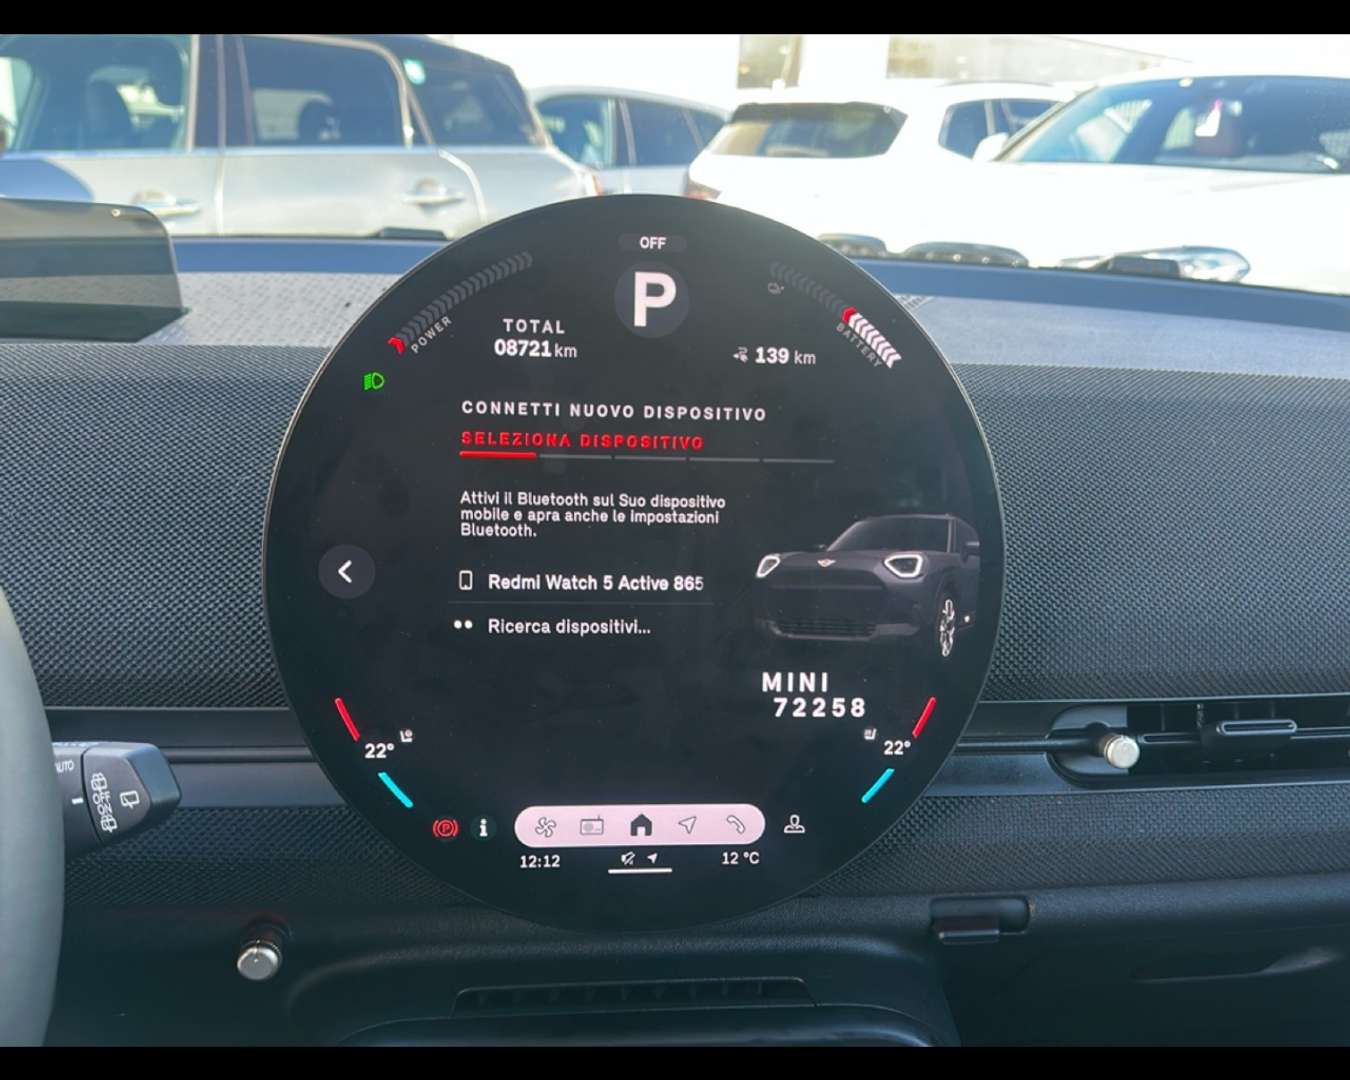 OFF
P
POWER
TOTAL
08721 km
139 km
BATTERY
CONNETTI NUOVO DISPOSITIVO
SELEZIONA DISPOSITIVO
Attivi il Bluetooth sul Suo dispositivo
mobile e apra anche le impostazioni
Bluetooth.
Redmi Watch 5 Active 865
Ricerca dispositivi...
MINI
72258
22°
22°
P
i
12:12
12 °C
AUTO